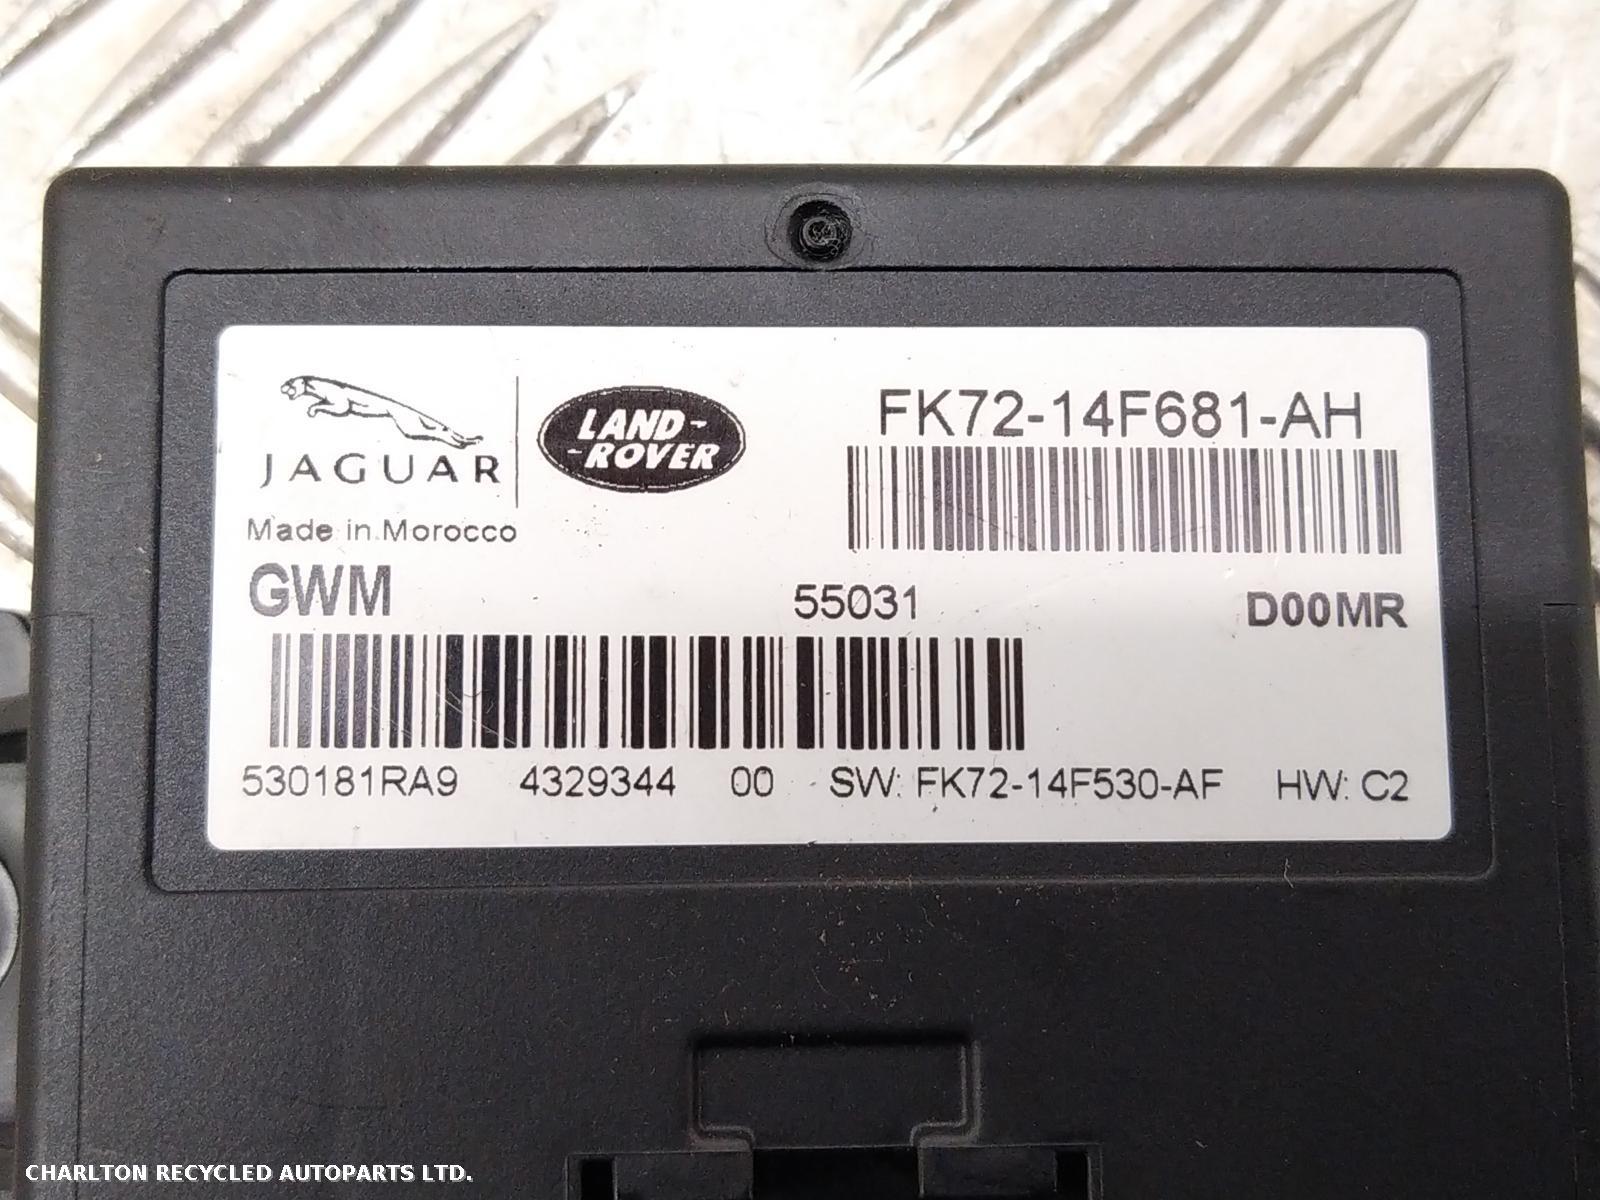 JAGUAR
LAND-
-ROVER
FK72-14F681-AH
Made in Morocco
GWM 55031 D00MR
530181RA9 4329344 00 SW: FK72-14F530-AF HW: C2
CHARLTON RECYCLED AUTOPARTS LTD.